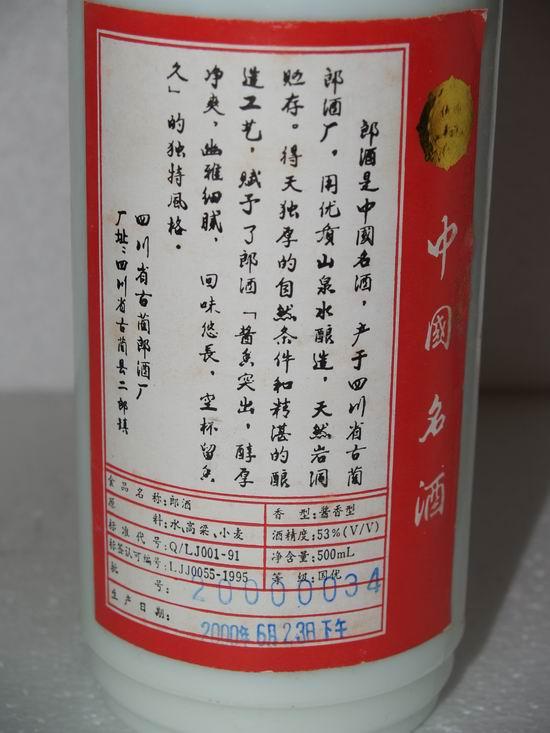 郎酒是中國名酒，产于四川省古蔺
郎酒厂，用优質山泉水酿造，天然岩洞
贮存。得天独厚的自然条件和精湛的酿
造工艺，赋予了郎酒「酱香突出，醇厚
净爽，幽雅细腻，回味悠長，空杯留香
久」的独特風格。
四川省古蔺郎酒厂
厂址：四川省古蔺县二郎镇
中國名酒
食品名称：郎酒
香型：酱香型
原料：水、高粱、小麦
酒精度：53%(V/V)
标准代号：Q/LJ001-91
净含量：500mL
标签认可编号：LJJ0055-1995
等级：国优
批号：20000034
生产日期：2000年6月23日下午